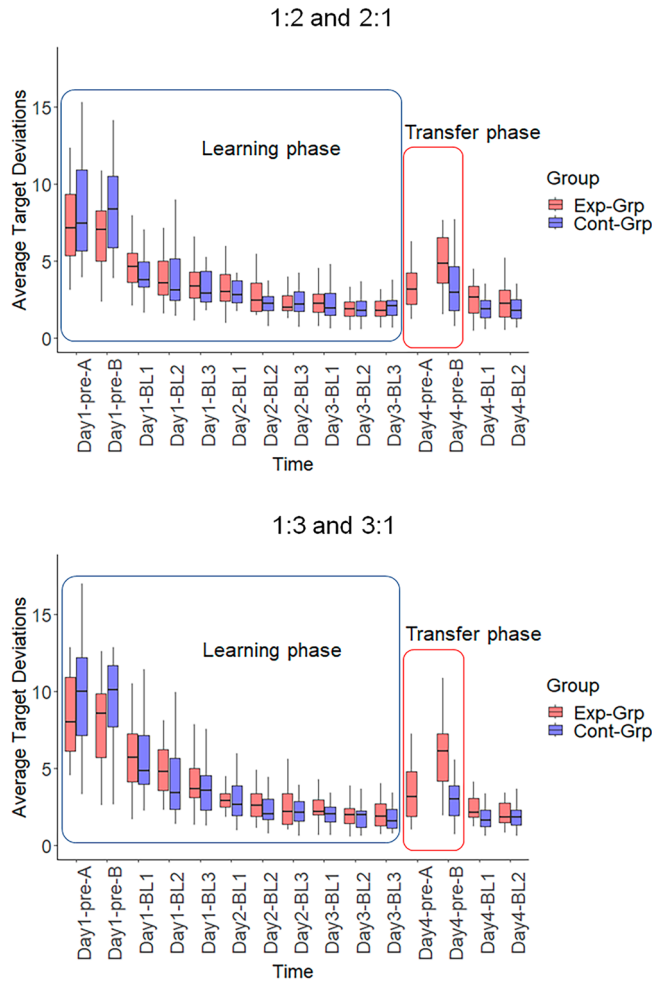 1:2 and 2:1
Average Target Deviations
15
10
5
0
Learning phase
Transfer phase
Group
Exp-Grp
Cont-Grp
Day1-pre-A
Day1-pre-B
Day1-BL1
Day1-BL2
Day1-BL3
Day2-BL1
Day2-BL2
Day2-BL3
Day3-BL1
Day3-BL2
Day3-BL3
Day4-pre-A
Day4-pre-B
Day4-BL1
Day4-BL2
Time
1:3 and 3:1
Average Target Deviations
15
10
5
0
Learning phase
Transfer phase
Group
Exp-Grp
Cont-Grp
Day1-pre-A
Day1-pre-B
Day1-BL1
Day1-BL2
Day1-BL3
Day2-BL1
Day2-BL2
Day2-BL3
Day3-BL1
Day3-BL2
Day3-BL3
Day4-pre-A
Day4-pre-B
Day4-BL1
Day4-BL2
Time